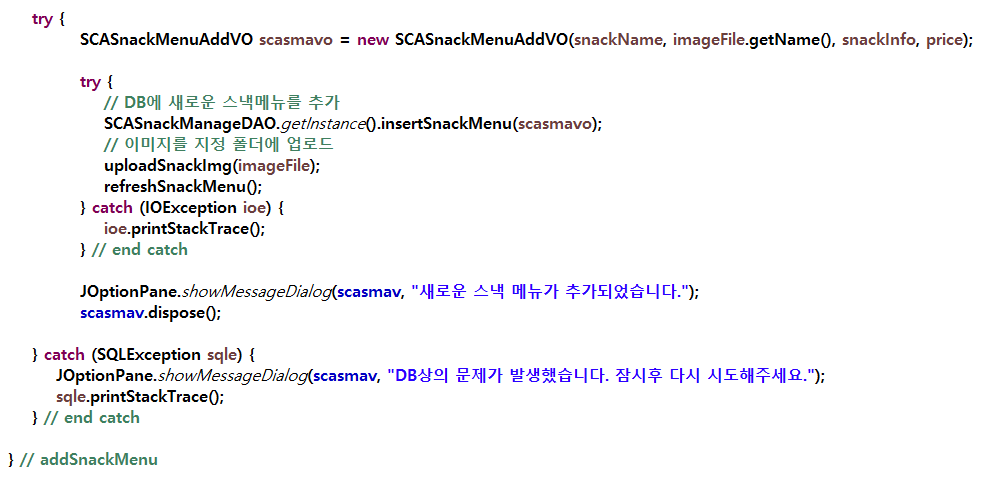 try {
SCASnackMenuAddVO scasmavo = new SCASnackMenuAddVO(snackName, imageFile.getName(), snackInfo, price);
try {
// DB에 새로운 스낵메뉴를 추가
SCASnackManageDAO.getInstance().insertSnackMenu(scasmavo);
// 이미지를 지정 폴더에 업로드
uploadSnackImg(imageFile);
refreshSnackMenu();
} catch (IOException ioe) {
ioe.printStackTrace();
} // end catch
JOptionPane.showMessageDialog(scasmav, "새로운 스낵 메뉴가 추가되었습니다.");
scasmav.dispose();
} catch (SQLException sqle) {
JOptionPane.showMessageDialog(scasmav, "DB상의 문제가 발생했습니다. 잠시후 다시 시도해주세요.");
sqle.printStackTrace();
} // end catch
} // addSnackMenu